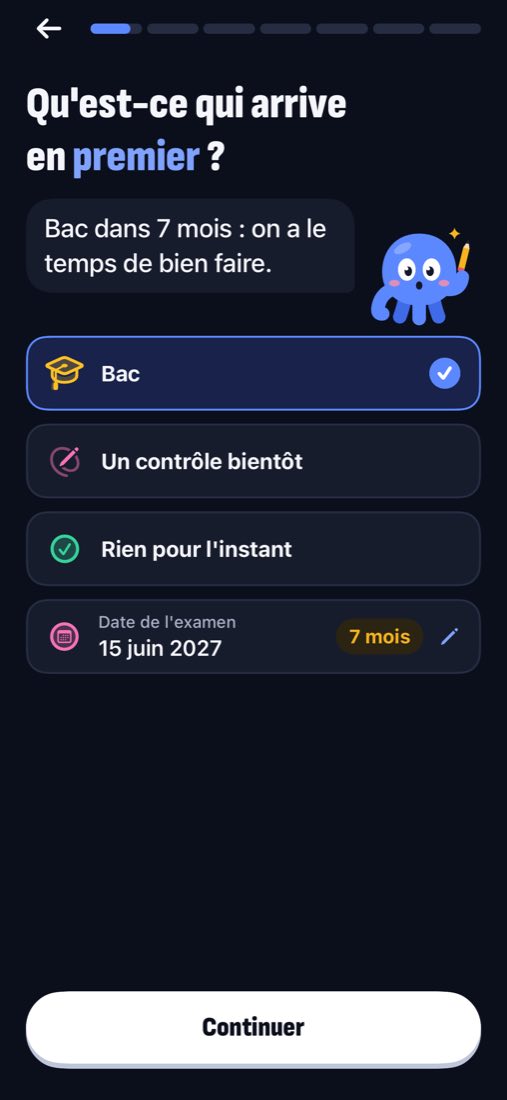 Qu'est-ce qui arrive
en premier ?
Bac dans 7 mois : on a le
temps de bien faire.
Bac
Un contrôle bientôt
Rien pour l'instant
Date de l'examen
15 juin 2027
7 mois
Continuer